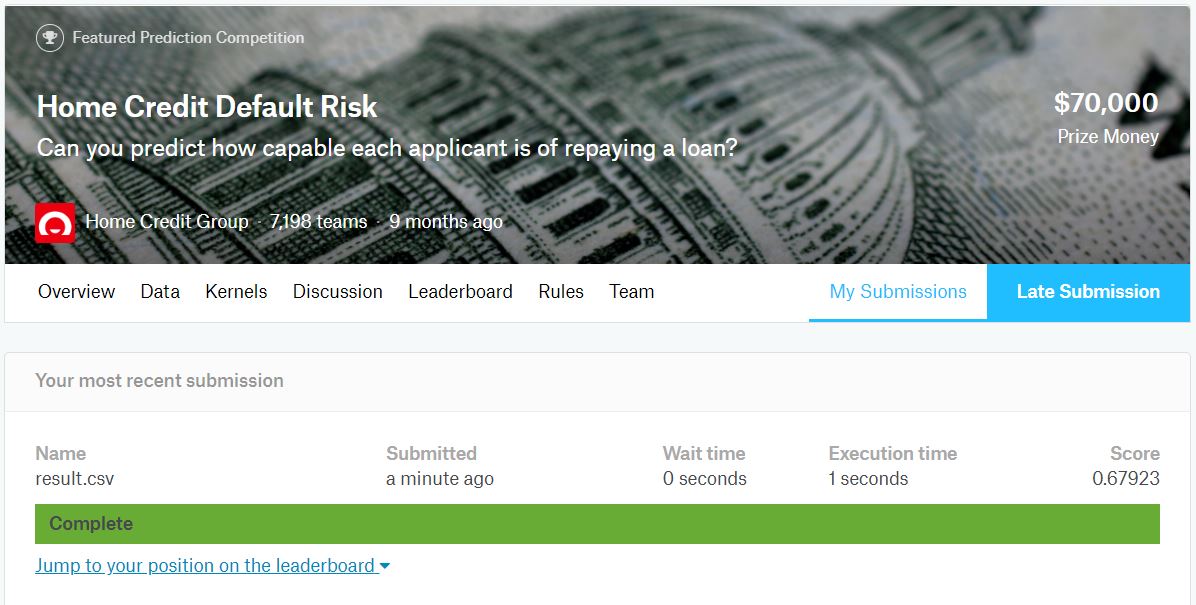 Featured Prediction Competition
Home Credit Default Risk
$70,000
Can you predict how capable each applicant is of repaying a loan?
Prize Money
Home Credit Group · 7,198 teams · 9 months ago
Overview Data Kernels Discussion Leaderboard Rules Team My Submissions Late Submission
Your most recent submission
Name Submitted Wait time Execution time Score
result.csv a minute ago 0 seconds 1 seconds 0.67923
Complete
Jump to your position on the leaderboard